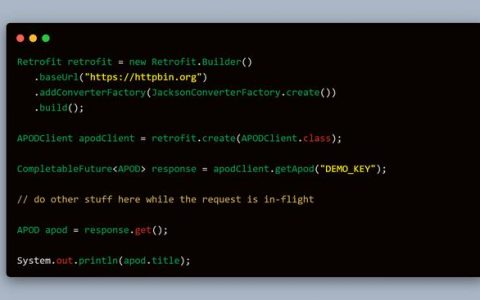 Retrofit retrofit = new Retrofit.Builder()
.baseUrl("https://httpbin.org")
.addConverterFactory(JacksonConverterFactory.create())
.build();
APODClient apodClient = retrofit.create(APODClient.class);
CompletableFuture<APOD> response = apodClient.getApod("DEMO_KEY");
// do other stuff here while the request is in-flight
APOD apod = response.get();
System.out.println(apod.title);